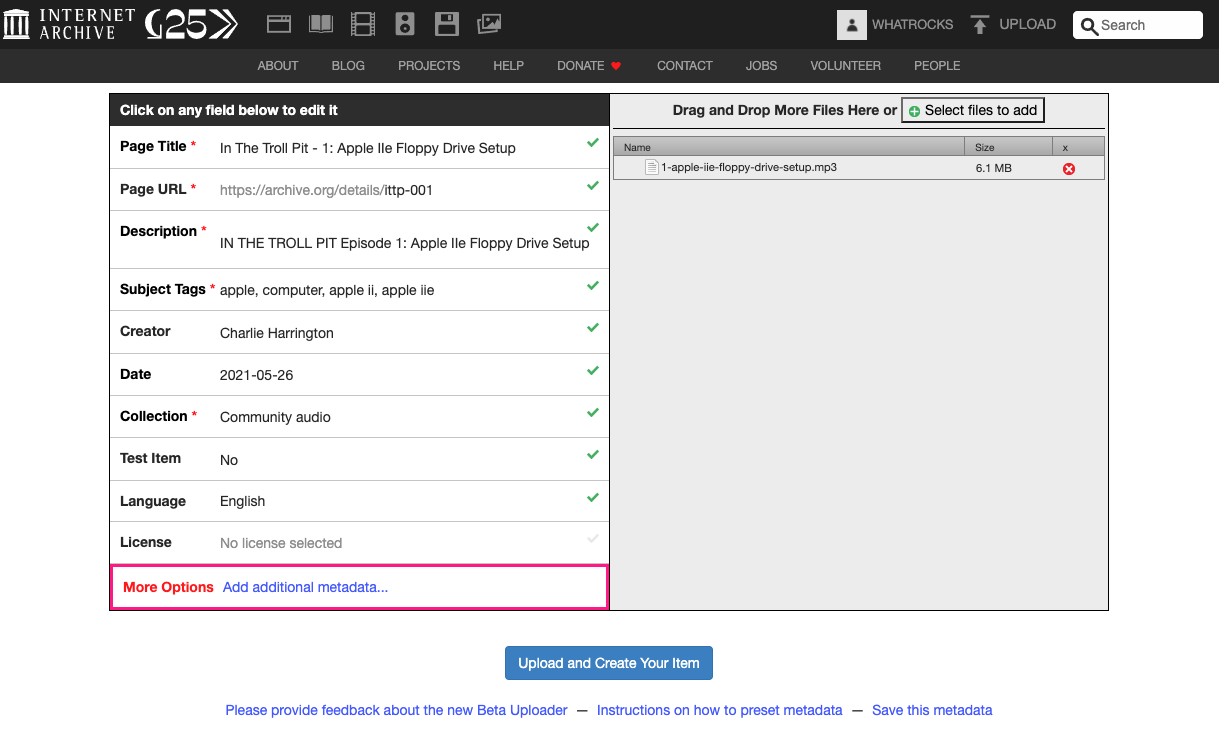 INTERNET ARCHIVE
25
WHATROCKS
UPLOAD
Search
ABOUT BLOG PROJECTS HELP DONATE CONTACT JOBS VOLUNTEER PEOPLE
Click on any field below to edit it
Page Title * In The Troll Pit - 1: Apple IIe Floppy Drive Setup
Page URL * https://archive.org/details/ittp-001
Description * IN THE TROLL PIT Episode 1: Apple IIe Floppy Drive Setup
Subject Tags * apple, computer, apple ii, apple iie
Creator Charlie Harrington
Date 2021-05-26
Collection * Community audio
Test Item No
Language English
License No license selected
More Options Add additional metadata...
Drag and Drop More Files Here or Select files to add
Name Size x
1-apple-iie-floppy-drive-setup.mp3 6.1 MB
Upload and Create Your Item
Please provide feedback about the new Beta Uploader — Instructions on how to preset metadata — Save this metadata